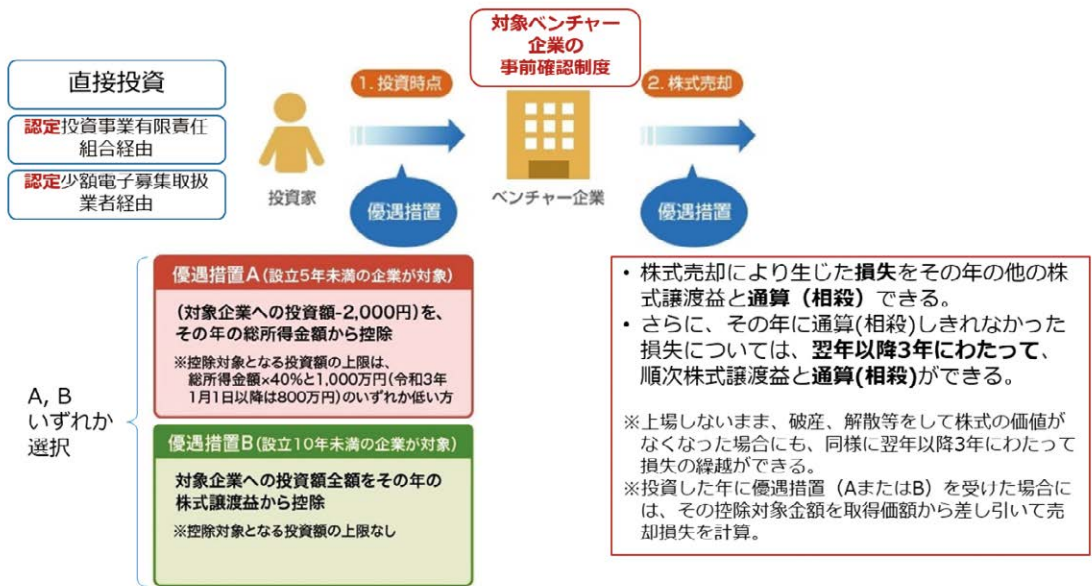 対象ベンチャー
企業の
事前確認制度
直接投資
認定投資事業有限責任
組合経由
認定少額電子募集取扱
業者経由
1. 投資時点
2. 株式売却
投資家
優遇措置
ベンチャー企業
優遇措置
A, B
いずれか
選択
優遇措置A(設立5年未満の企業が対象)
(対象企業への投資額-2,000円)を、
その年の総所得金額から控除
※控除対象となる投資額の上限は、
総所得金額×40%と1,000万円(令和3年
1月1日以降は800万円)のいずれか低い方
優遇措置B(設立10年未満の企業が対象)
対象企業への投資額全額をその年の
株式譲渡益から控除
※控除対象となる投資額の上限なし
・株式売却により生じた損失をその年の他の株
式譲渡益と通算（相殺）できる。
・さらに、その年に通算(相殺)しきれなかった
損失については、翌年以降3年にわたって、
順次株式譲渡益と通算(相殺)ができる。
※上場しないまま、破産、解散等をして株式の価値が
なくなった場合にも、同様に翌年以降3年にわたって
損失の繰越ができる。
※投資した年に優遇措置（AまたはB）を受けた場合に
は、その控除対象金額を取得価額から差し引いて売
却損失を計算。